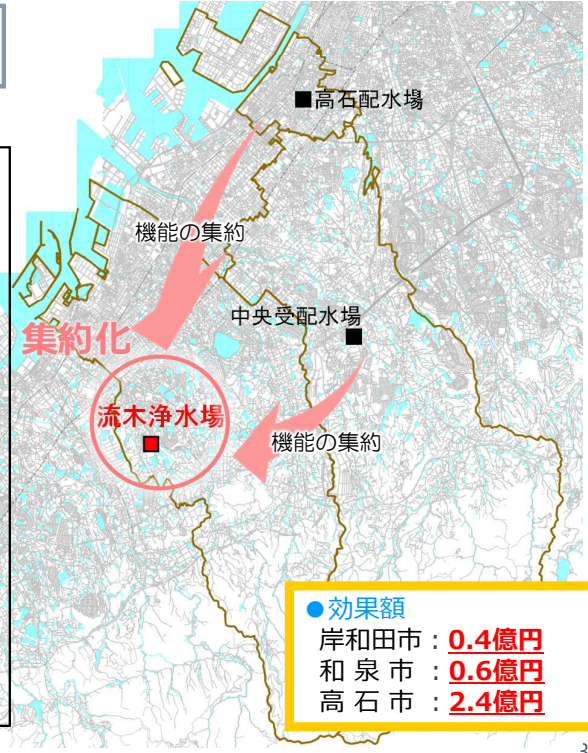 ■高石配水場
機能の集約
中央受配水場
集約化
流木浄水場
機能の集約
●効果額
岸和田市：0.4億円
和泉市：0.6億円
高石市：2.4億円